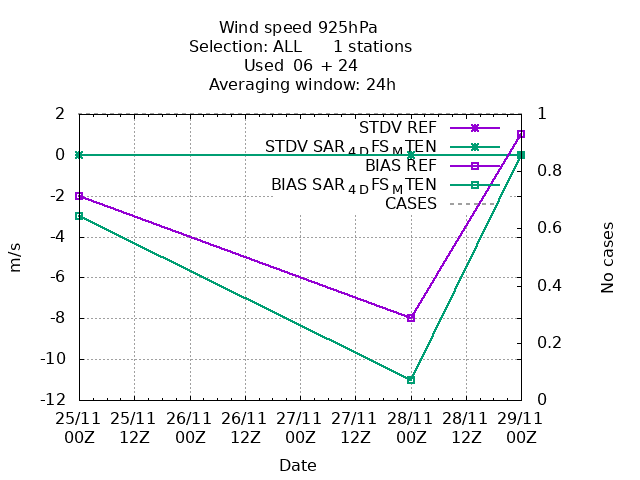 Wind speed 925hPa
Selection: ALL 1 stations
Used 06 + 24
Averaging window: 24h
2 1
STDV REF
STDV SAR4DFSMTEN
0
BIAS REF
0.8
BIAS SAR4DFSMTEN
-2
CASES
0.6
-4
m/s
No cases
-6
0.4
-8
0.2
-10
-12 0
25/11 25/11 26/11 26/11 27/11 27/11 28/11 28/11 29/11
00Z 12Z 00Z 12Z 00Z 12Z 00Z 12Z 00Z
Date